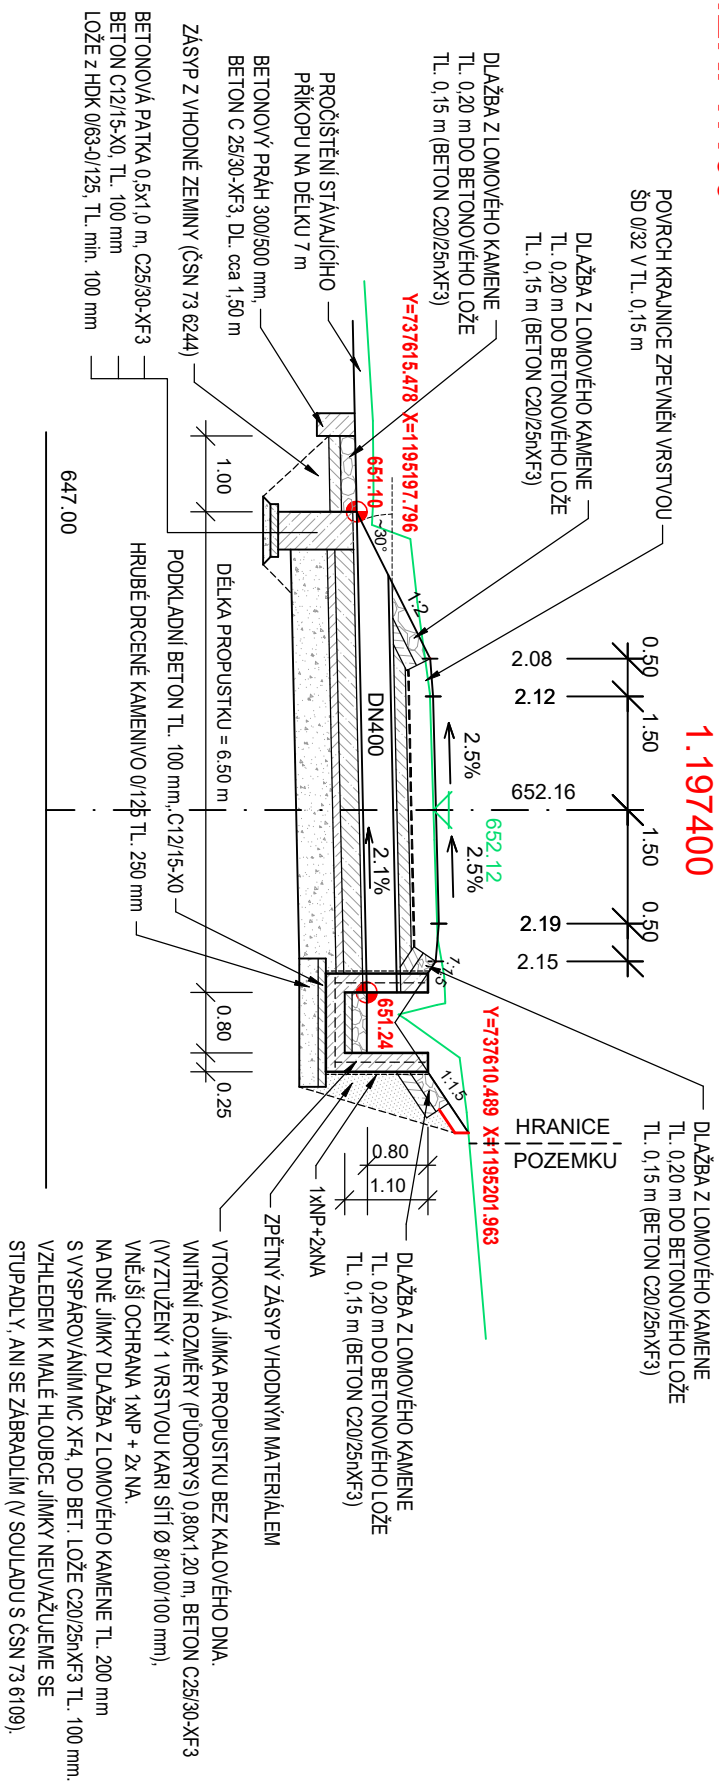 1.197400
0.50
1.50
1.50
0.50
2.08
2.12
652.16
2.19
2.15
POVRCH KRAJNICE ZPEVNĚN VRSTVOU
ŠD 0/32 V TL. 0,15 m
DLAŽBA Z LOMOVÉHO KAMENE
TL. 0,20 m DO BETONOVÉHO LOŽE
TL. 0,15 m (BETON C20/25nXF3)
DLAŽBA Z LOMOVÉHO KAMENE
TL. 0,20 m DO BETONOVÉHO LOŽE
TL. 0,15 m (BETON C20/25nXF3)
PROČIŠTĚNÍ STÁVAJÍCÍHO
PŘÍKOPU NA DÉLKU 7 m
BETONOVÝ PRÁH 300/500 mm,
BETON C 25/30-XF3, DL. cca 1,50 m
ZÁSYP Z VHODNÉ ZEMINY (ČSN 73 6244)
BETONOVÁ PATKA 0,5x1,0 m, C25/30-XF3
BETON C12/15-X0, TL. 100 mm
LOŽE z HDK 0/63-0/125, TL. min. 100 mm
DLAŽBA Z LOMOVÉHO KAMENE
TL. 0,20 m DO BETONOVÉHO LOŽE
TL. 0,15 m (BETON C20/25nXF3)
HRANICE
POZEMKU
Y=737615.478 X=1195197.796
Y=737610.489 X=1195201.963
652.12
2.5%
2.5%
1:2
~30°
651.10
DN400
2.1%
651.24
1:1.5
1:1.5
0.80
1.10
DLAŽBA Z LOMOVÉHO KAMENE
TL. 0,20 m DO BETONOVÉHO LOŽE
TL. 0,15 m (BETON C20/25nXF3)
1xNP+2xNA
ZPĚTNÝ ZÁSYP VHODNÝM MATERIÁLEM
VTOKOVÁ JÍMKA PROPUSTKU BEZ KALOVÉHO DNA.
VNITŘNÍ ROZMĚRY (PŮDORYS) 0,80x1,20 m, BETON C25/30-XF3
(VYZTUŽENÝ 1 VRSTVOU KARI SÍTÍ Ø 8/100/100 mm),
VNĚJŠÍ OCHRANA 1xNP + 2x NA.
NA DNĚ JÍMKY DLAŽBA Z LOMOVÉHO KAMENE TL. 200 mm
S VYSPÁROVÁNÍM MC XF4, DO BET. LOŽE C20/25nXF3 TL. 100 mm.
VZHLEDEM K MALÉ HLOUBCE JÍMKY NEUVAŽUJEME SE
STUPADLY, ANI SE ZÁBRADLÍM (V SOULADU S ČSN 73 6109).
1.00
DÉLKA PROPUSTKU = 6.50 m
0.80
0.25
PODKLADNÍ BETON TL. 100 mm, C12/15-X0
HRUBÉ DRCENÉ KAMENIVO 0/125 TL. 250 mm
647.00